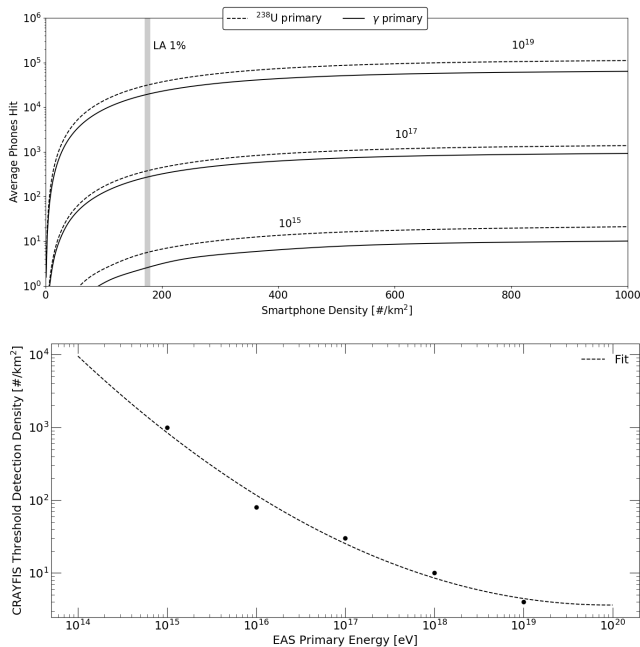 ²³⁸U primary γ primary
LA 1%
10¹⁹
10¹⁷
10¹⁵
Average Phones Hit
10⁶
10⁵
10⁴
10³
10²
10¹
10⁰
0 200 400 600 800 1000
Smartphone Density [#/km²]
Fit
CRAYFIS Threshold Detection Density [#/km²]
10⁴
10³
10²
10¹
10¹⁴ 10¹⁵ 10¹⁶ 10¹⁷ 10¹⁸ 10¹⁹ 10²⁰
EAS Primary Energy [eV]